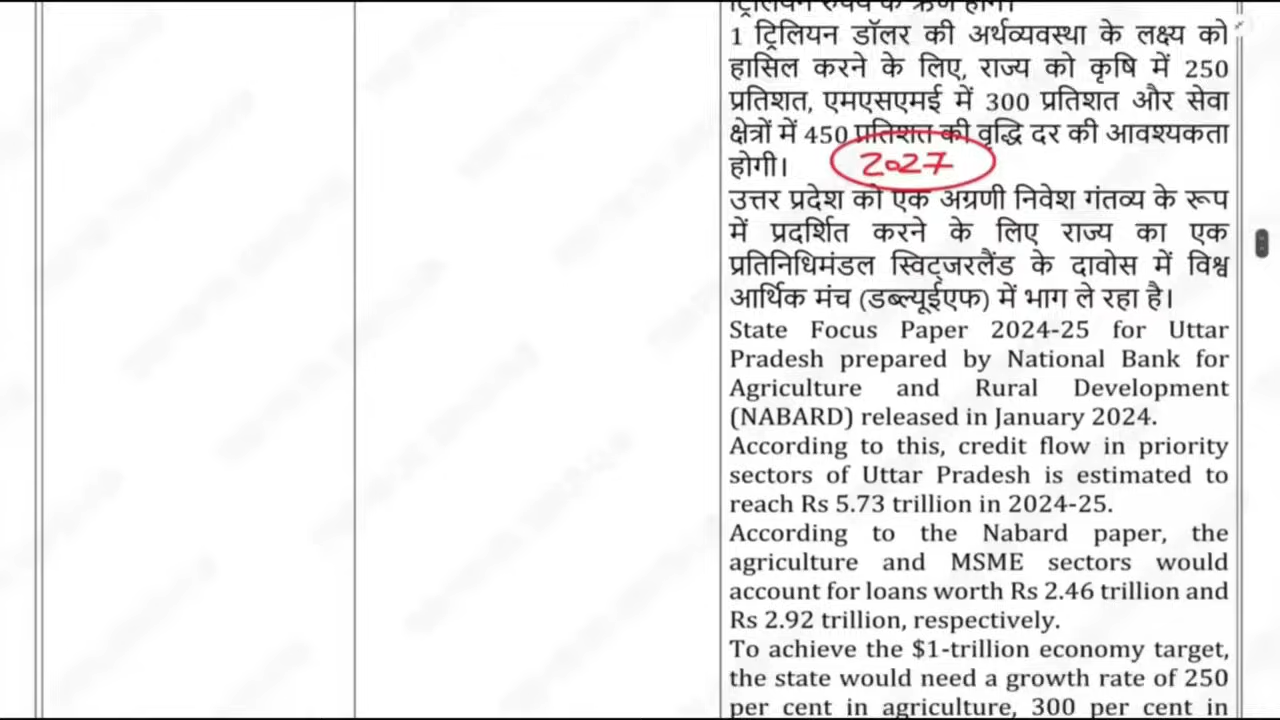 ट्रिलियन रुपये के ऋण होंगे।
1 ट्रिलियन डॉलर की अर्थव्यवस्था के लक्ष्य को
हासिल करने के लिए, राज्य को कृषि में 250
प्रतिशत, एमएसएमई में 300 प्रतिशत और सेवा
क्षेत्रों में 450 प्रतिशत की वृद्धि दर की आवश्यकता
होगी।
2027
उत्तर प्रदेश को एक अग्रणी निवेश गंतव्य के रूप
में प्रदर्शित करने के लिए राज्य का एक
प्रतिनिधिमंडल स्विट्जरलैंड के दावोस में विश्व
आर्थिक मंच (डब्ल्यूईएफ) में भाग ले रहा है।
State Focus Paper 2024-25 for Uttar
Pradesh prepared by National Bank for
Agriculture and Rural Development
(NABARD) released in January 2024.
According to this, credit flow in priority
sectors of Uttar Pradesh is estimated to
reach Rs 5.73 trillion in 2024-25.
According to the Nabard paper, the
agriculture and MSME sectors would
account for loans worth Rs 2.46 trillion and
Rs 2.92 trillion, respectively.
To achieve the $1-trillion economy target,
the state would need a growth rate of 250
per cent in agriculture, 300 per cent in